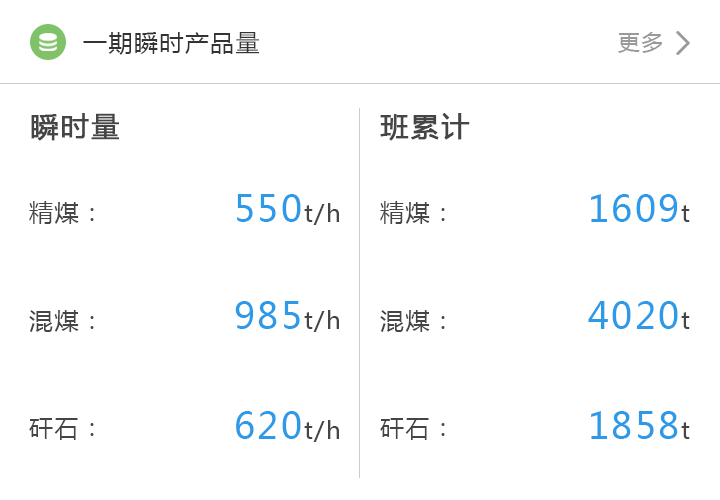 一期瞬时产品量
更多
瞬时量
精煤：550t/h
混煤：985t/h
矸石：620t/h
班累计
精煤：1609t
混煤：4020t
矸石：1858t